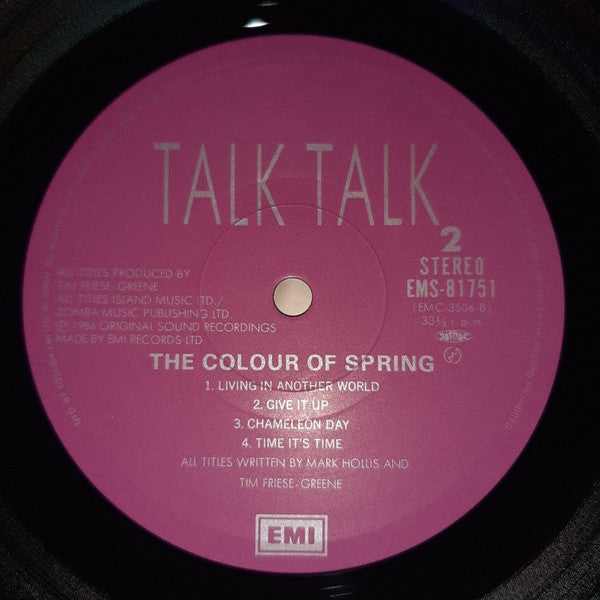 TALK TALK
2
STEREO
EMS-81751
(EMC-3506-B)
33⅓ r.p.m.
JASRAC
ALL TITLES PRODUCED BY
TIM FRIESE-GREENE
ALL TITLES ISLAND MUSIC LTD./
ZOMBA MUSIC PUBLISHING LTD.
Ⓟ 1986 ORIGINAL SOUND RECORDINGS
MADE BY EMI RECORDS LTD
THE COLOUR OF SPRING
1. LIVING IN ANOTHER WORLD
2. GIVE IT UP
3. CHAMELEON DAY
4. TIME IT'S TIME
ALL TITLES WRITTEN BY MARK HOLLIS AND
TIM FRIESE-GREENE
EMI